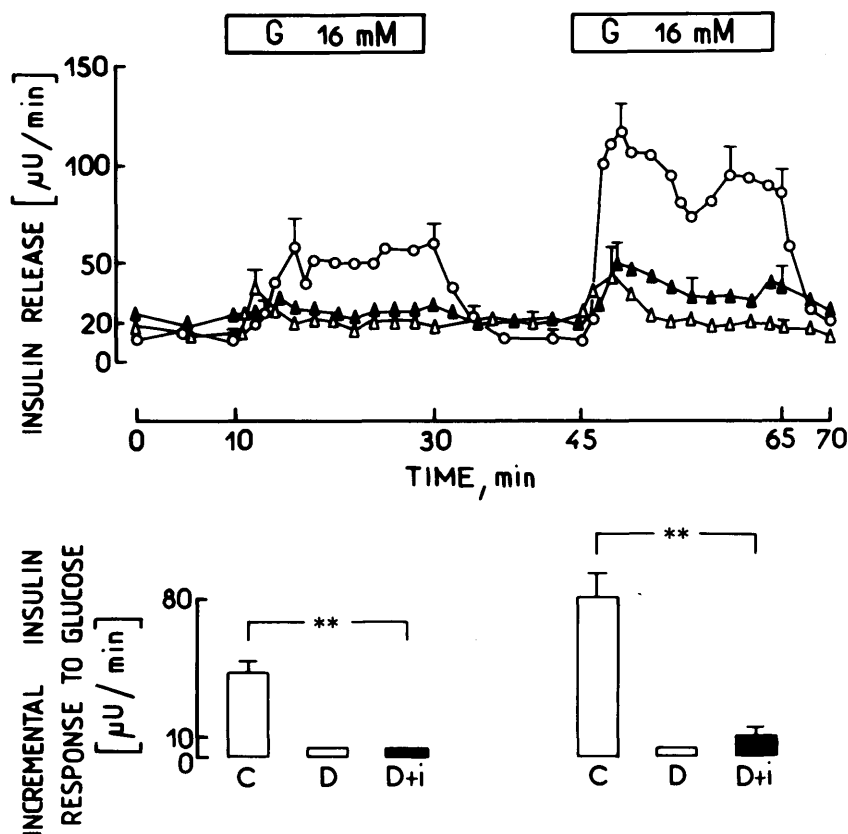 G 16 mM G 16 mM
INSULIN RELEASE [µU/min]
150
100
50
20
0
0 10 30 45 65 70
TIME, min
INCREMENTAL INSULIN
RESPONSE TO GLUCOSE
[µU/min]
80
10
0
** **
C D D+i C D D+i